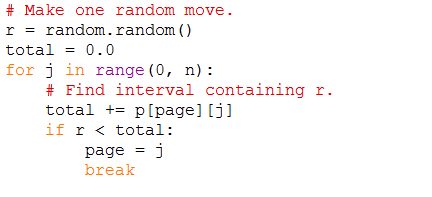 # Make one random move.
r = random.random()
total = 0.0
for j in range(0, n):
    # Find interval containing r.
    total += p[page][j]
    if r < total:
        page = j
        break